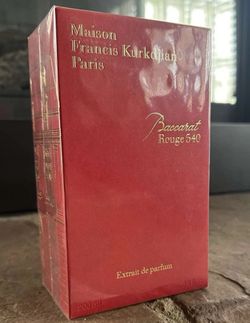 Maison
Francis Kurkdjian
Paris
Baccarat
Rouge 540
Extrait de parfum